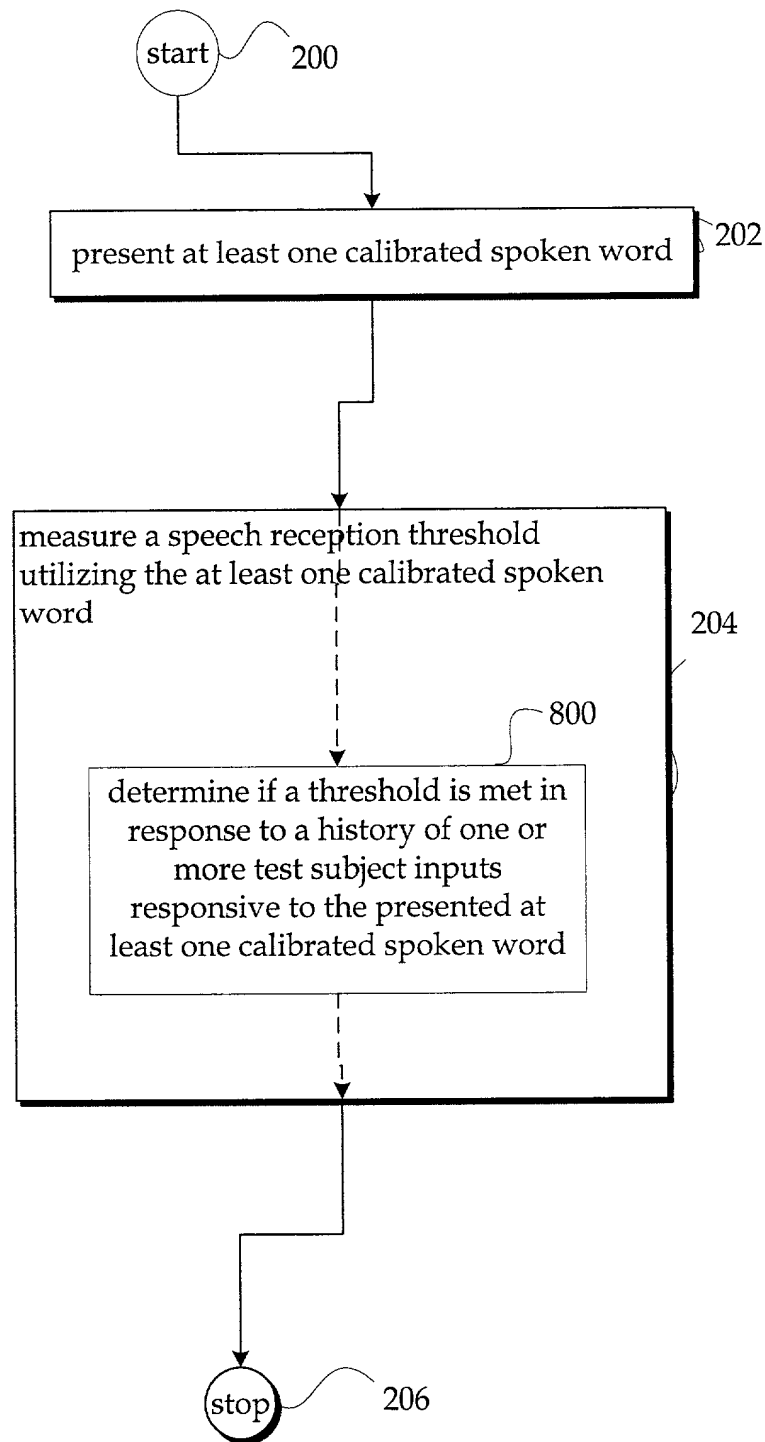 start
200
present at least one calibrated spoken word
202
measure a speech reception threshold
utilizing the at least one calibrated spoken
word
204
800
determine if a threshold is met in
response to a history of one or
more test subject inputs
responsive to the presented at
least one calibrated spoken word
stop
206